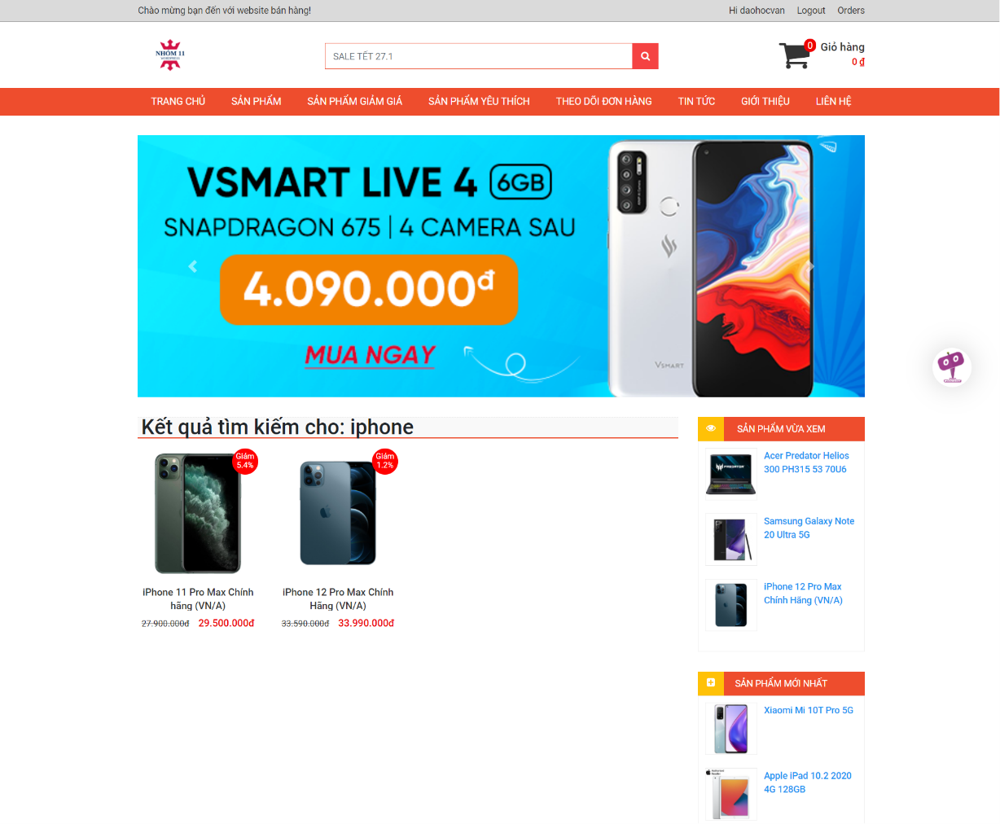 Chào mừng bạn đến với website bán hàng!
Hi daohocvan Logout Orders
NHÓM 11
WORDPRESS
SALE TẾT 27.1
0
Giỏ hàng
0 ₫
TRANG CHỦ SẢN PHẨM SẢN PHẨM GIẢM GIÁ SẢN PHẨM YÊU THÍCH THEO DÕI ĐƠN HÀNG TIN TỨC GIỚI THIỆU LIÊN HỆ
VSMART LIVE 4 6GB
SNAPDRAGON 675 | 4 CAMERA SAU
4.090.000đ
MUA NGAY
VSMART
Kết quả tìm kiếm cho: iphone
Giảm
5.4%
iPhone 11 Pro Max Chính
hãng (VN/A)
27.900.000đ 29.500.000đ
Giảm
1.2%
iPhone 12 Pro Max Chính
Hãng (VN/A)
33.590.000đ 33.990.000đ
SẢN PHẨM VỪA XEM
PREDATOR
Acer Predator Helios
300 PH315 53 70U6
Samsung Galaxy Note
20 Ultra 5G
iPhone 12 Pro Max
Chính Hãng (VN/A)
SẢN PHẨM MỚI NHẤT
Xiaomi Mi 10T Pro 5G
Apple iPad 10.2 2020
4G 128GB